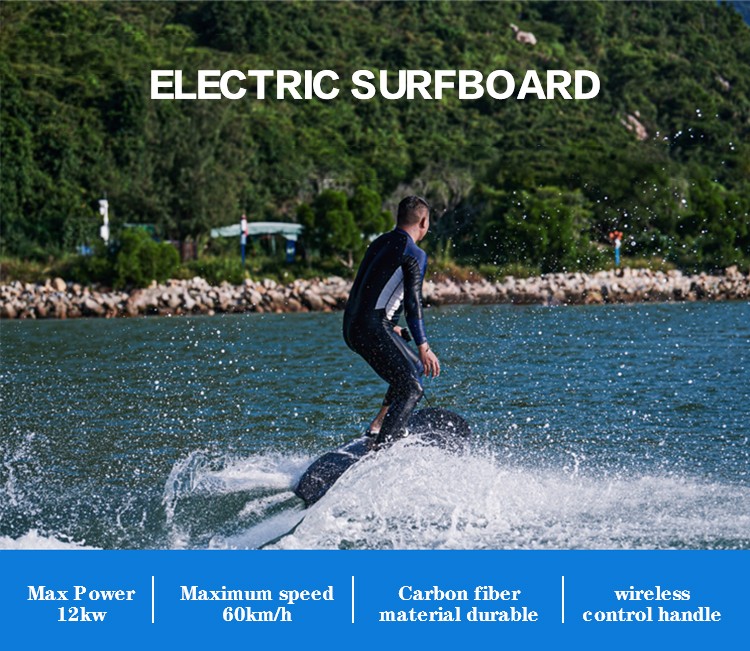 ELECTRIC SURFBOARD
Max Power
12kw
Maximum speed
60km/h
Carbon fiber
material durable
wireless
control handle